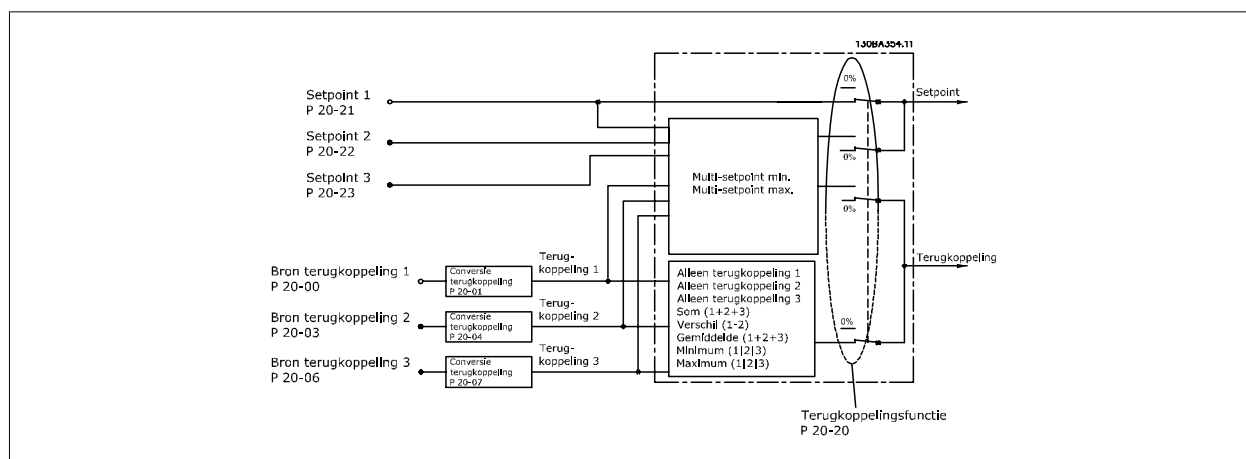 130BA354.11
0%
Setpoint 1
P 20-21
Setpoint
Setpoint 2
P 20-22
0%
Setpoint 3
P 20-23
Multi-setpoint min.
Multi-setpoint max.
0%
Bron terugkoppeling 1
P 20-00
Conversie
terugkoppeling
P 20-01
Terug-
koppeling 1
Terugkoppeling
Bron terugkoppeling 2
P 20-03
Conversie
terugkoppeling
P 20-04
Terug-
koppeling 2
Bron terugkoppeling 3
P 20-06
Conversie
terugkoppeling
P 20-07
Terug-
koppeling 3
Alleen terugkoppeling 1
Alleen terugkoppeling 2
Alleen terugkoppeling 3
Som (1+2+3)
Verschil (1-2)
Gemiddelde (1+2+3)
Minimum (1|2|3)
Maximum (1|2|3)
0%
Terugkoppelingsfunctie
P 20-20